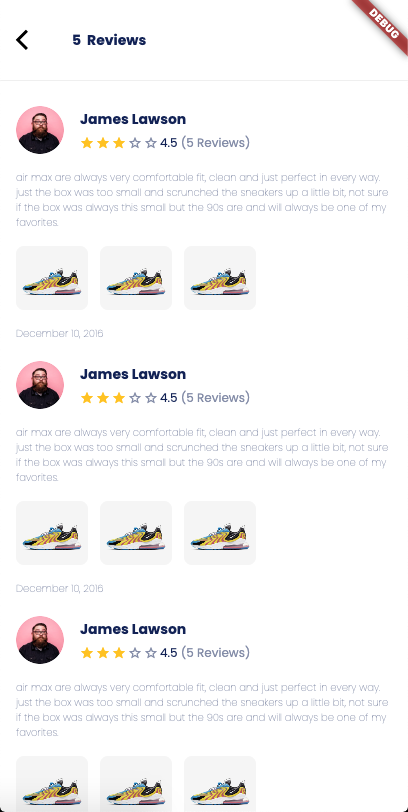 DEBUG
5 Reviews
James Lawson
4.5 (5 Reviews)
air max are always very comfortable fit, clean and just perfect in every way.
just the box was too small and scrunched the sneakers up a little bit, not sure
if the box was always this small but the 90s are and will always be one of my
favorites.
December 10, 2016
James Lawson
4.5 (5 Reviews)
air max are always very comfortable fit, clean and just perfect in every way.
just the box was too small and scrunched the sneakers up a little bit, not sure
if the box was always this small but the 90s are and will always be one of my
favorites.
December 10, 2016
James Lawson
4.5 (5 Reviews)
air max are always very comfortable fit, clean and just perfect in every way.
just the box was too small and scrunched the sneakers up a little bit, not sure
if the box was always this small but the 90s are and will always be one of my
favorites.